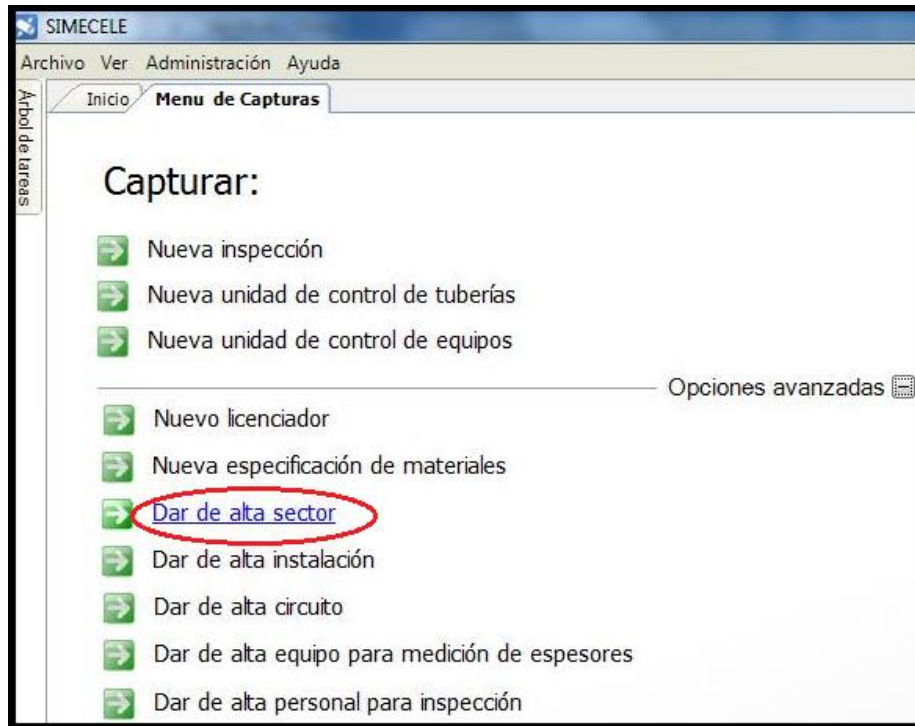 SIMECELE
Archivo Ver Administración Ayuda
Árbol de tareas
Inicio Menu de Capturas
Capturar:
Nueva inspección
Nueva unidad de control de tuberías
Nueva unidad de control de equipos
Opciones avanzadas
Nuevo licenciador
Nueva especificación de materiales
Dar de alta sector
Dar de alta instalación
Dar de alta circuito
Dar de alta equipo para medición de espesores
Dar de alta personal para inspección